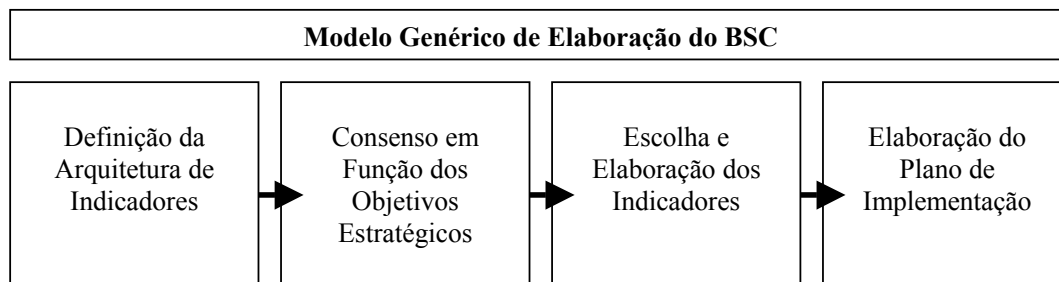 Modelo Genérico de Elaboração do BSC
Definição da
Arquitetura de
Indicadores
Consenso em
Função dos
Objetivos
Estratégicos
Escolha e
Elaboração dos
Indicadores
Elaboração do
Plano de
Implementação